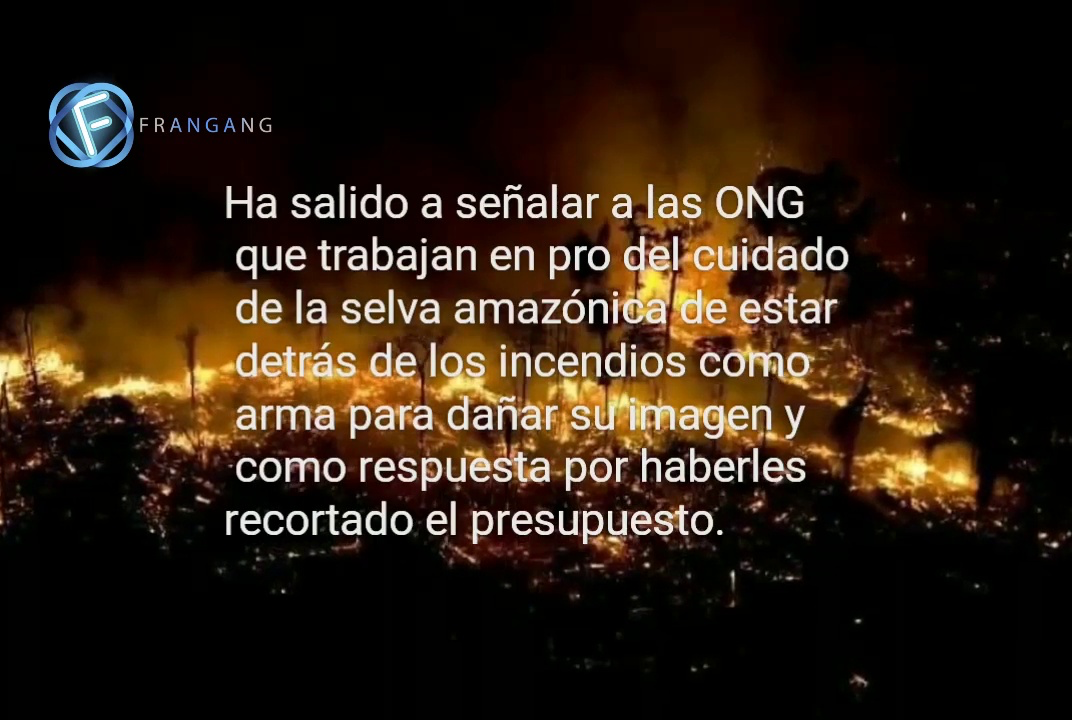 F
FRANGANG
Ha salido a señalar a las ONG
que trabajan en pro del cuidado
de la selva amazónica de estar
detrás de los incendios como
arma para dañar su imagen y
como respuesta por haberles
recortado el presupuesto.